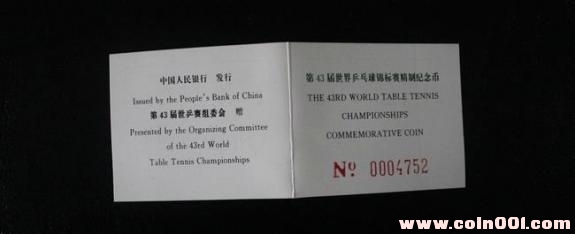 中国人民银行 发行
Issued by the People's Bank of China
第43届世乒赛组委会 赠
Presented by the Organizing Committee
of the 43rd World
Table Tennis Championships
第43届世界乒乓球锦标赛精制纪念币
THE 43RD WORLD TABLE TENNIS
CHAMPIONSHIPS
COMMEMORATIVE COIN
Nº 0004752
www.coin001.com